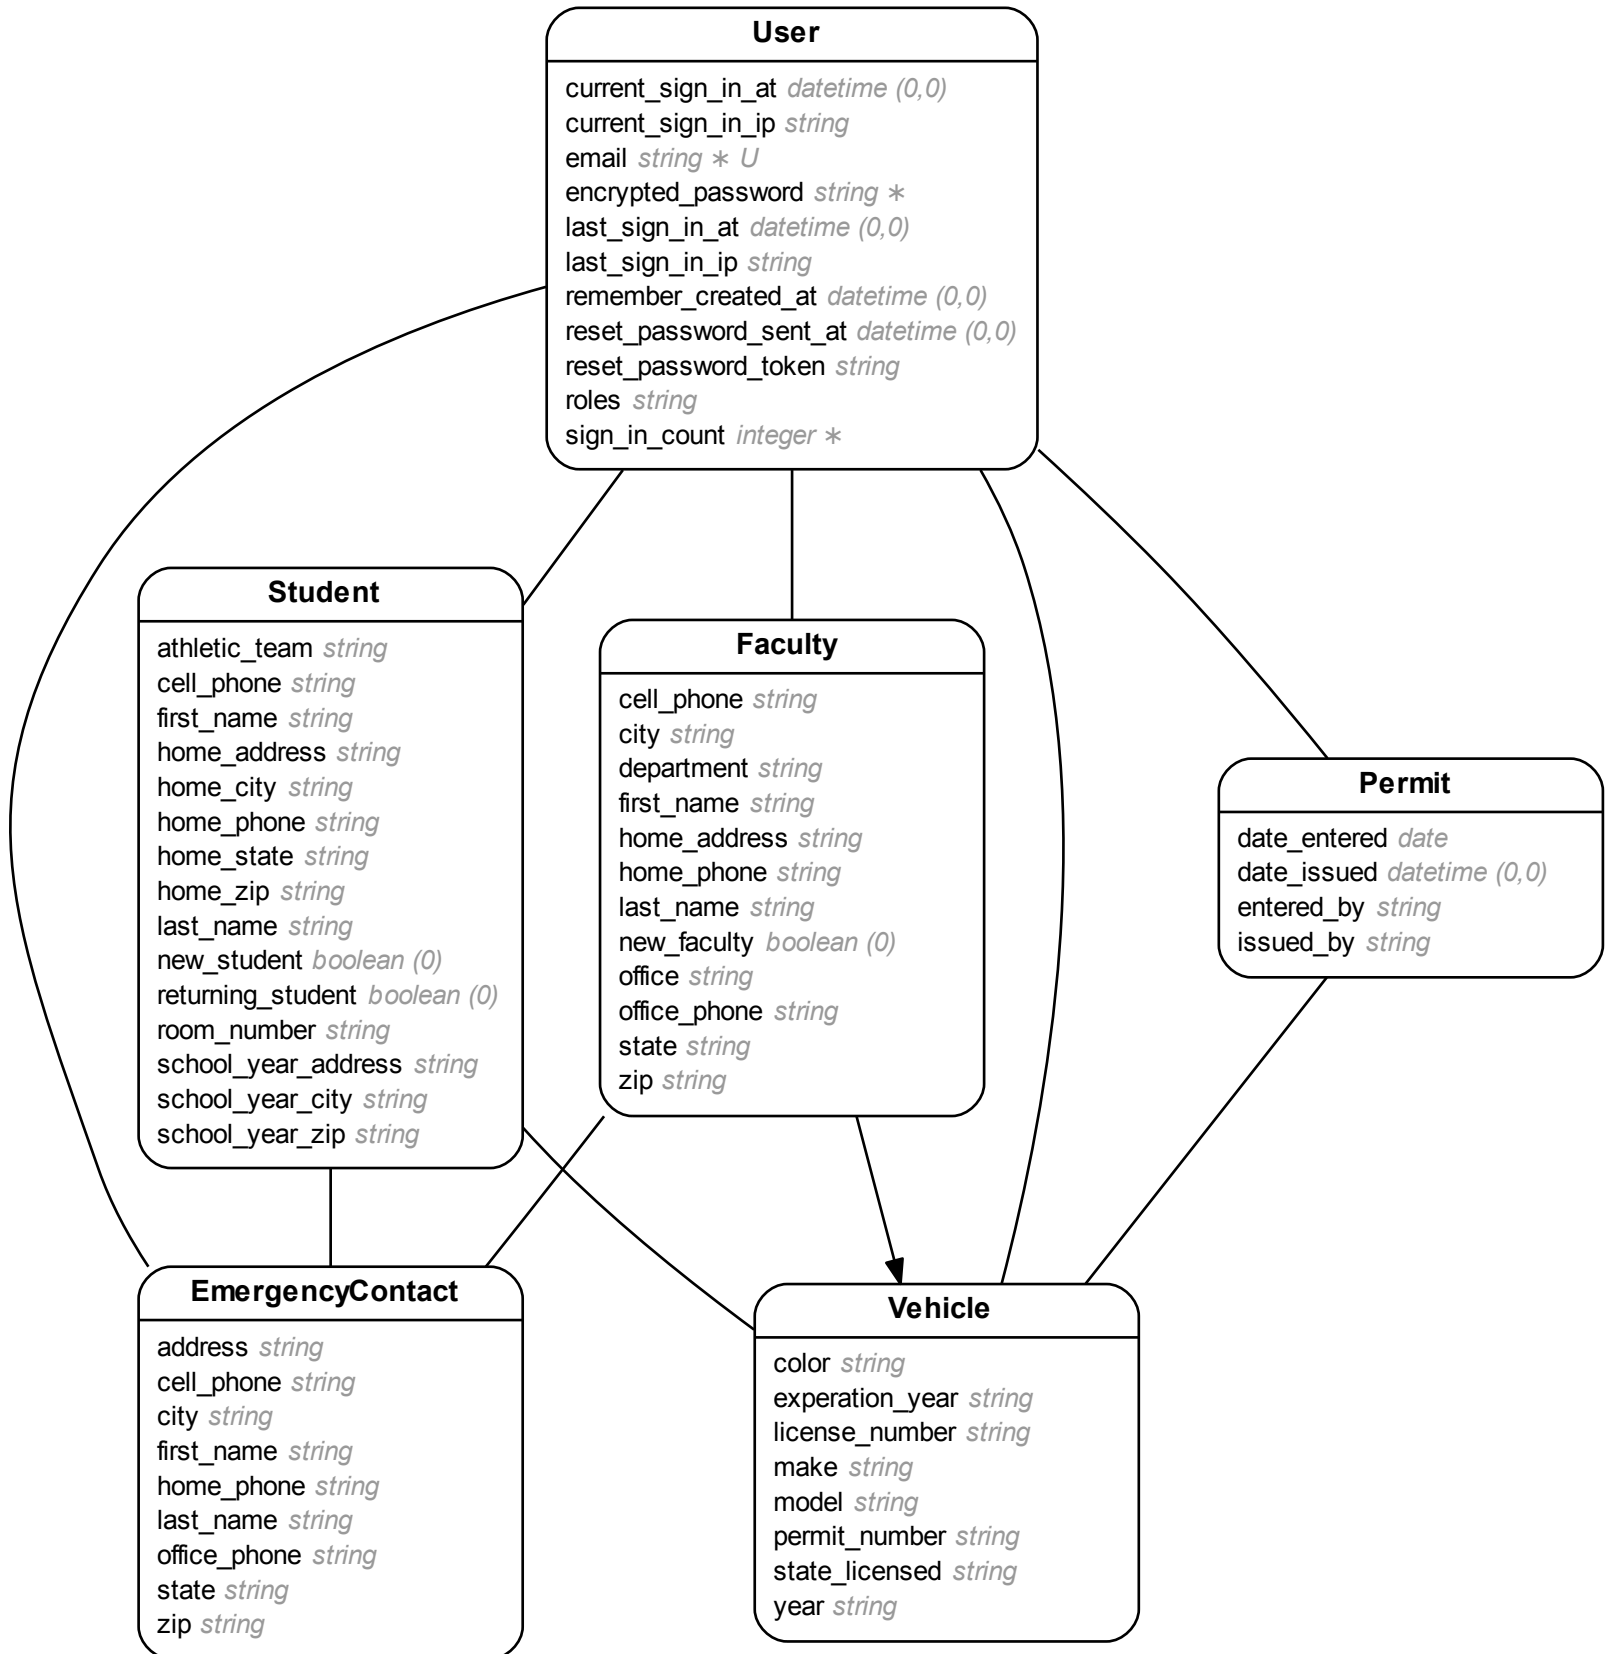 User
current_sign_in_at datetime (0,0)
current_sign_in_ip string
email string ∗ U
encrypted_password string ∗
last_sign_in_at datetime (0,0)
last_sign_in_ip string
remember_created_at datetime (0,0)
reset_password_sent_at datetime (0,0)
reset_password_token string
roles string
sign_in_count integer ∗
Student
athletic_team string
cell_phone string
first_name string
home_address string
home_city string
home_phone string
home_state string
home_zip string
last_name string
new_student boolean (0)
returning_student boolean (0)
room_number string
school_year_address string
school_year_city string
school_year_zip string
Faculty
cell_phone string
city string
department string
first_name string
home_address string
home_phone string
last_name string
new_faculty boolean (0)
office string
office_phone string
state string
zip string
Permit
date_entered date
date_issued datetime (0,0)
entered_by string
issued_by string
EmergencyContact
address string
cell_phone string
city string
first_name string
home_phone string
last_name string
office_phone string
state string
zip string
Vehicle
color string
experation_year string
license_number string
make string
model string
permit_number string
state_licensed string
year string